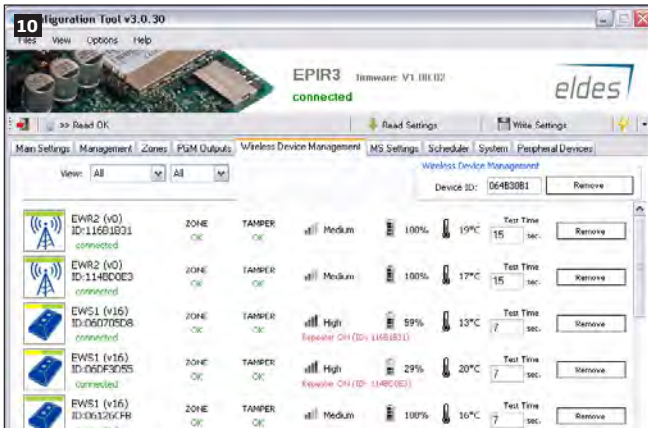 10
nfiguration Tool v3.0.30
Files View Options Help
EPIR3 firmware: V1.00.02
connected
eldes
>> Read OK Read Settings Write Settings
Main Settings Management Zones PGM Outputs Wireless Device Management MS Settings Scheduler System Peripheral Devices
View: All All
Wireless Device Management
Device ID: 064B30B1 Remove
EWR2 (v0) ZONE TAMPER Medium 100% 19°C Test Time
ID:116B1B31 OK OK 15 sec. Remove
connected
EWR2 (v0) ZONE TAMPER Medium 100% 17°C Test Time
ID:114BD0E3 OK OK 15 sec. Remove
connected
EWS1 (v16) ZONE TAMPER High 59% 13°C Test Time
ID:060705D8 OK OK 7 sec. Remove
connected Repeater ON (ID: 116B1B31)
EWS1 (v16) ZONE TAMPER High 29% 20°C Test Time
ID:06DF3D55 OK OK 7 sec. Remove
connected Repeater ON (ID: 114BD0E3)
EWS1 (v16) ZONE TAMPER Medium 100% 16°C Test Time
ID:06126CFB OK OK 7 sec. Remove